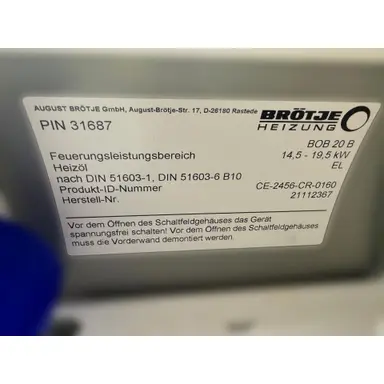 AUGUST BRÖTJE GmbH, August-Brötje-Str. 17, D-26180 Rastede
BRÖTJE
HEIZUNG
PIN 31687
BOB 20 B
Feuerungsleistungsbereich 14,5 - 19,5 kW
Heizöl EL
nach DIN 51603-1, DIN 51603-6 B10
Produkt-ID-Nummer CE-2456-CR-0160
Herstell-Nr. 21112367
Vor dem Öffnen des Schaltfeldgehäuses das Gerät
spannungsfrei schalten! Vor dem Öffnen des Schaltfeldgehäuses
muss die Vorderwand demontiert werden.